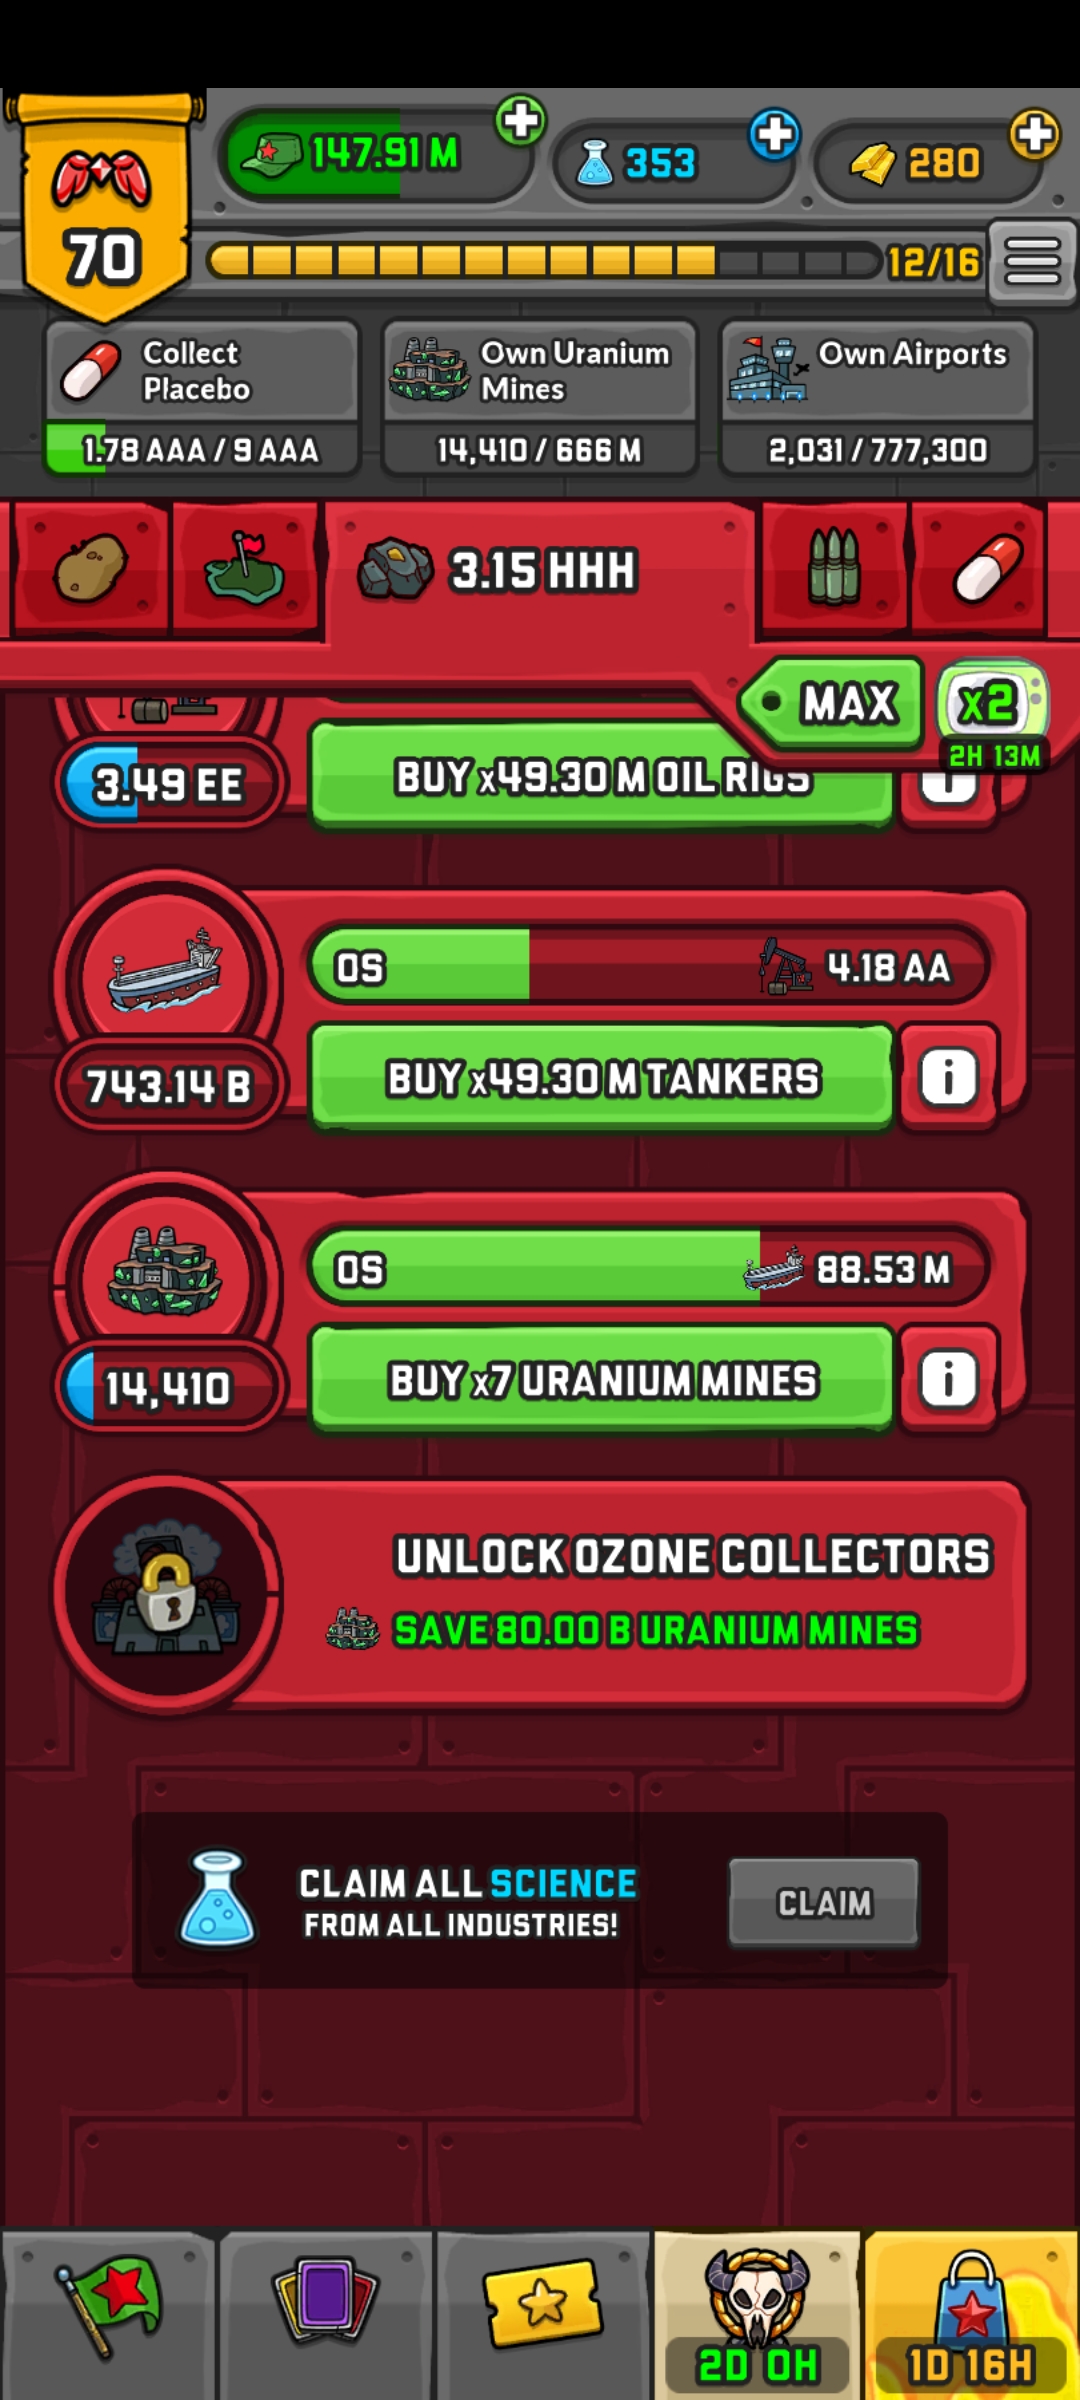 147.91 M
353
280
70
12/16
Collect
Placebo
1.78 AAA / 9 AAA
Own Uranium
Mines
14,410 / 666 M
Own Airports
2,031 / 777,300
3.15 HHH
MAX
x2
2H 13M
3.49 EE
BUY x49.30 M OIL RIGS
0S
4.18 AA
743.14 B
BUY x49.30 M TANKERS
i
0S
88.53 M
14,410
BUY x7 URANIUM MINES
i
UNLOCK OZONE COLLECTORS
SAVE 80.00 B URANIUM MINES
CLAIM ALL SCIENCE
FROM ALL INDUSTRIES!
CLAIM
2D 0H
1D 16H